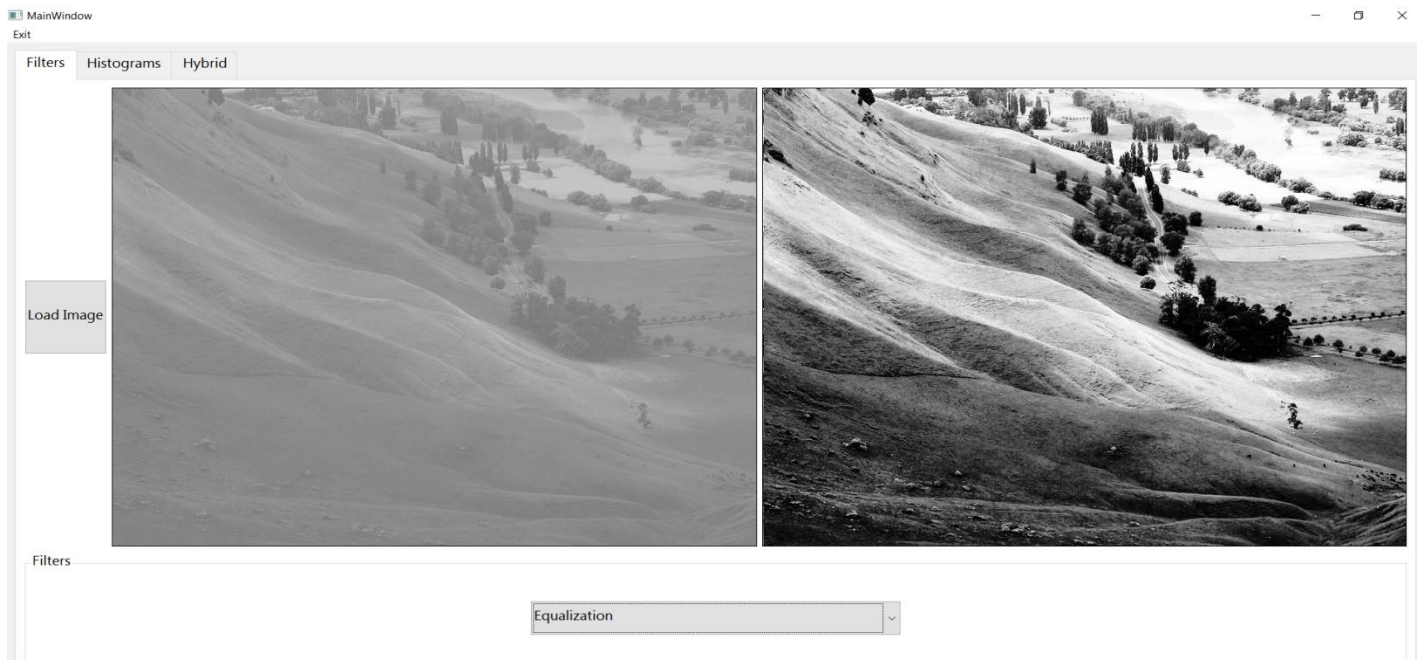 MainWindow
Exit
Filters Histograms Hybrid
Load Image
Filters
Equalization